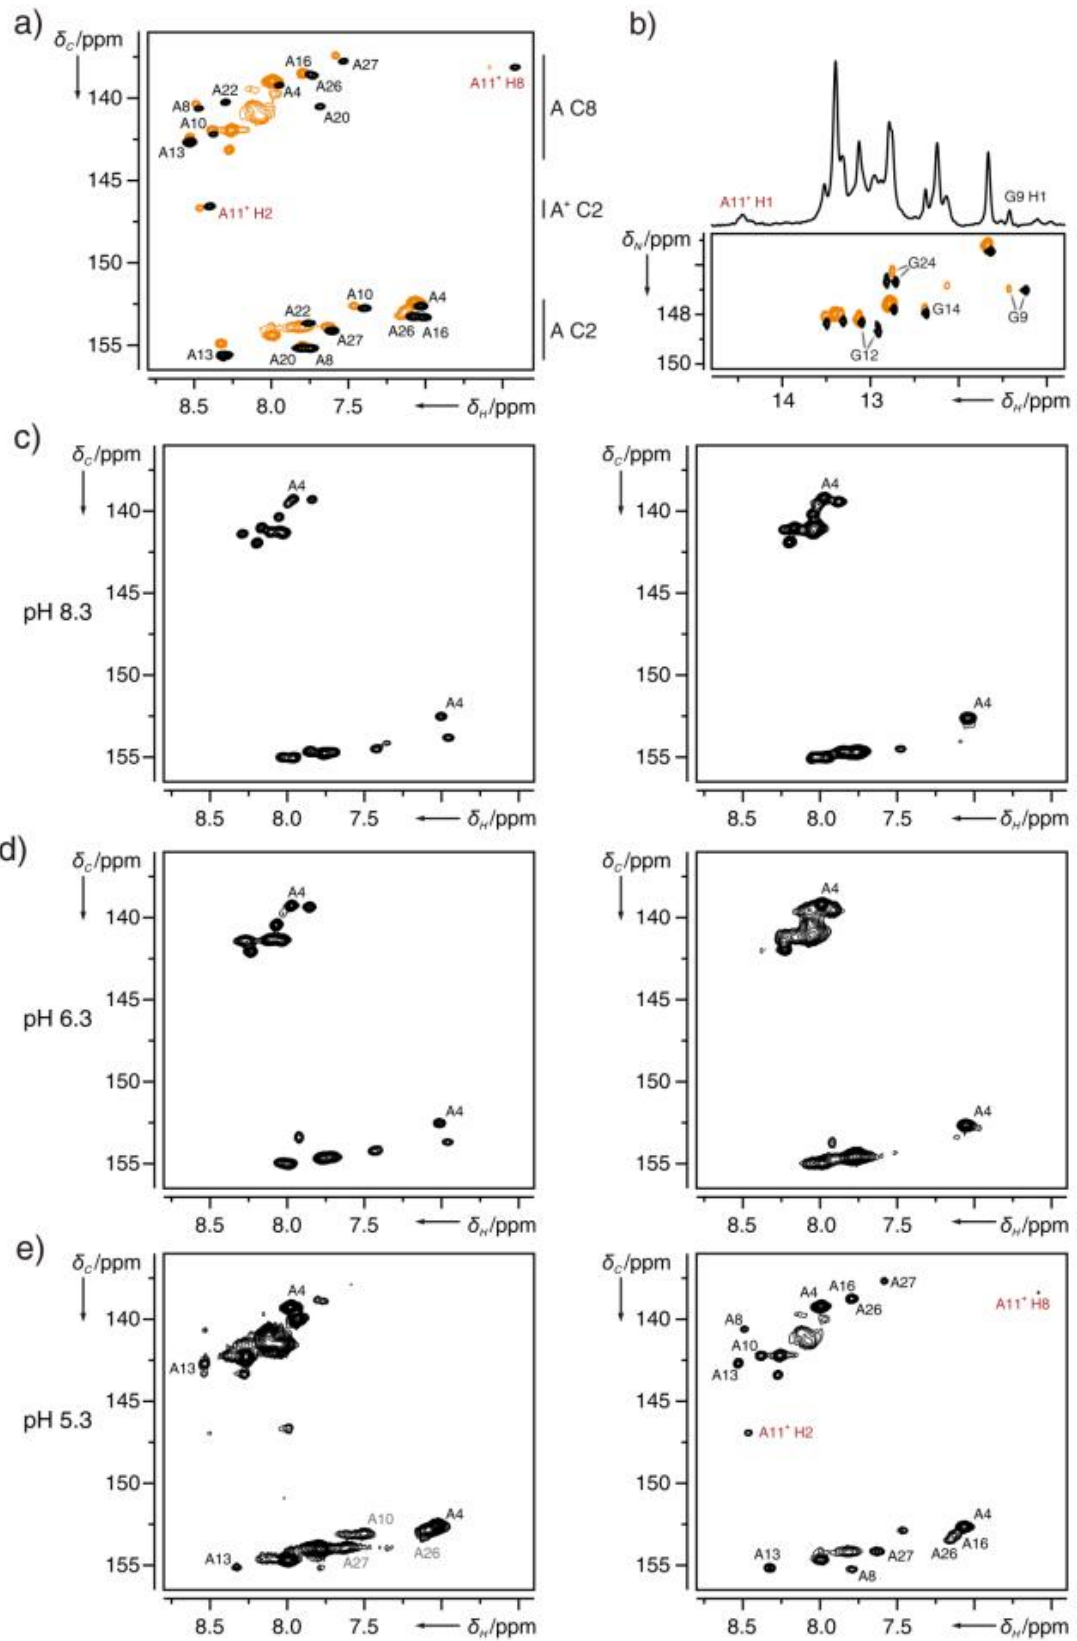 a)
δC/ppm
140
145
150
155
A8
A22
A16
A4
A26
A27
A20
A10
A13
A11⁺ H8
A11⁺ H2
A22
A10
A4
A26
A16
A27
A13
A20
A8
A C8
A⁺ C2
A C2
8.5 8.0 7.5
δH/ppm
b)
A11⁺ H1
G9 H1
δN/ppm
148
150
G24
G14
G9
G12
14 13
δH/ppm
c)
pH 8.3
δC/ppm
140
145
150
155
A4
A4
8.5 8.0 7.5
δH/ppm
δC/ppm
140
145
150
155
A4
A4
8.5 8.0 7.5
δH/ppm
d)
pH 6.3
δC/ppm
140
145
150
155
A4
A4
8.5 8.0 7.5
δH/ppm
δC/ppm
140
145
150
155
A4
A4
8.5 8.0 7.5
δH/ppm
e)
pH 5.3
δC/ppm
140
145
150
155
A4
A13
A10
A4
A13
A27
A26
8.5 8.0 7.5
δH/ppm
δC/ppm
140
145
150
155
A4
A16
A27
A26
A11⁺ H8
A8
A10
A13
A11⁺ H2
A4
A13
A27
A26
A16
A8
8.5 8.0 7.5
δH/ppm